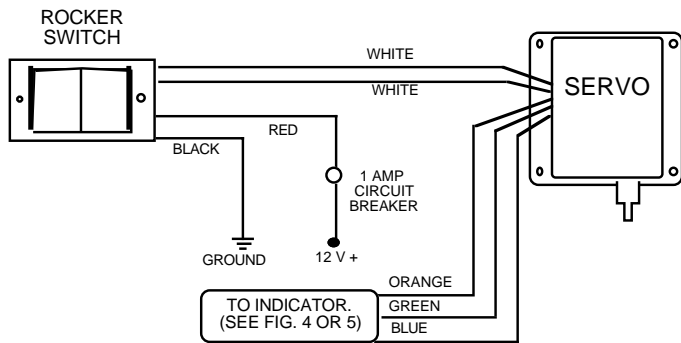 ROCKER
SWITCH
WHITE
WHITE
SERVO
RED
BLACK
1 AMP
CIRCUIT
BREAKER
GROUND
12 V +
ORANGE
TO INDICATOR.
(SEE FIG. 4 OR 5)
GREEN
BLUE